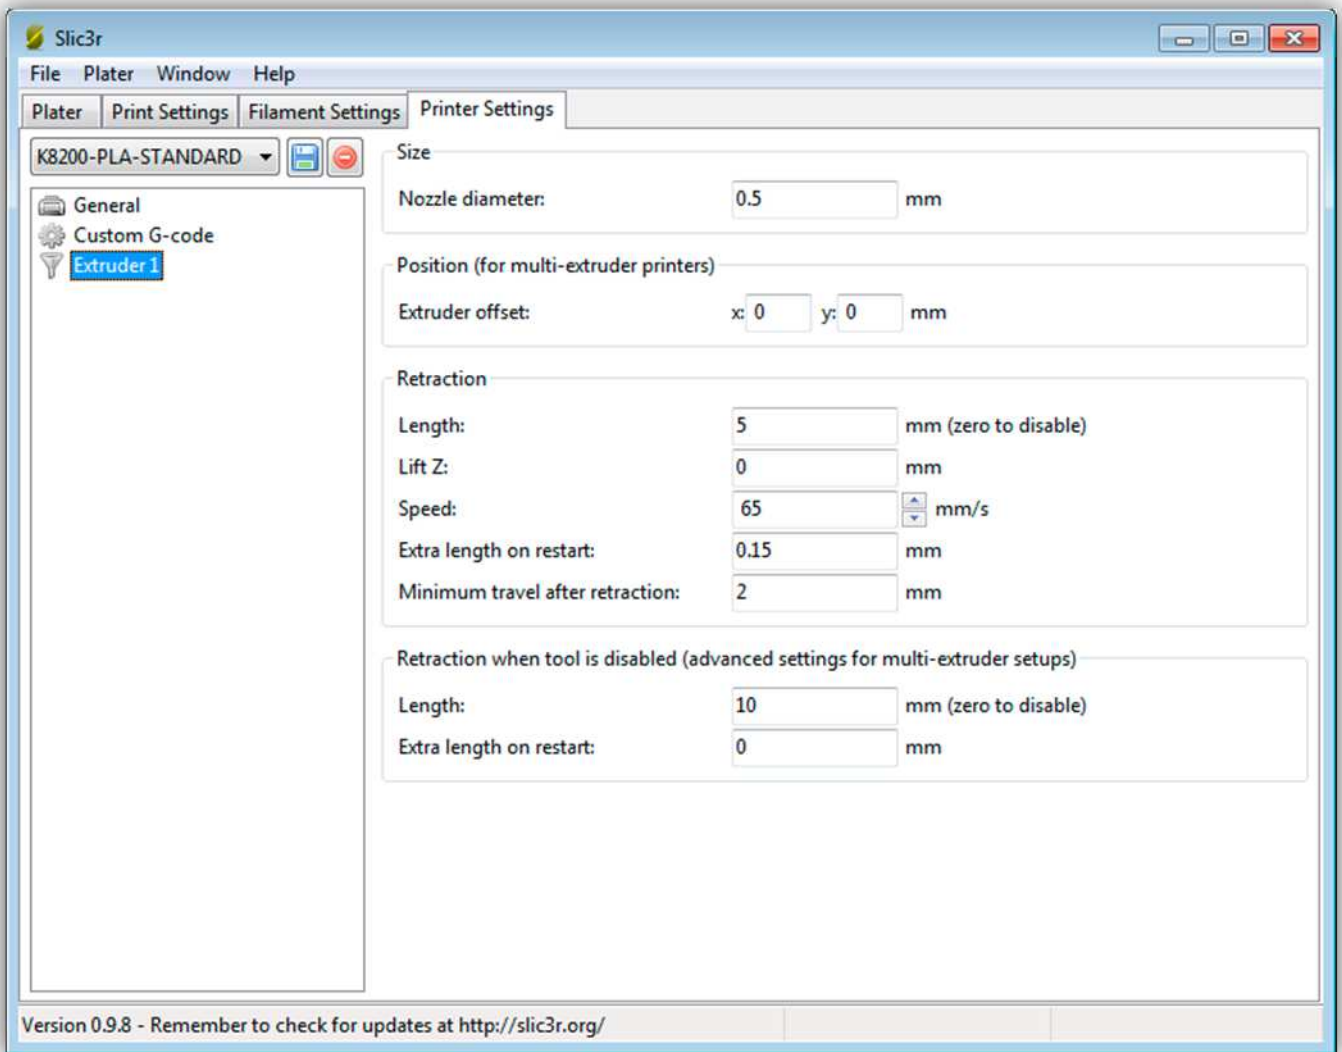 Slic3r
File Plater Window Help
Plater Print Settings Filament Settings Printer Settings
K8200-PLA-STANDARD
General
Custom G-code
Extruder 1
Size
Nozzle diameter: 0.5 mm
Position (for multi-extruder printers)
Extruder offset: x: 0 y: 0 mm
Retraction
Length: 5 mm (zero to disable)
Lift Z: 0 mm
Speed: 65 mm/s
Extra length on restart: 0.15 mm
Minimum travel after retraction: 2 mm
Retraction when tool is disabled (advanced settings for multi-extruder setups)
Length: 10 mm (zero to disable)
Extra length on restart: 0 mm
Version 0.9.8 - Remember to check for updates at http://slic3r.org/